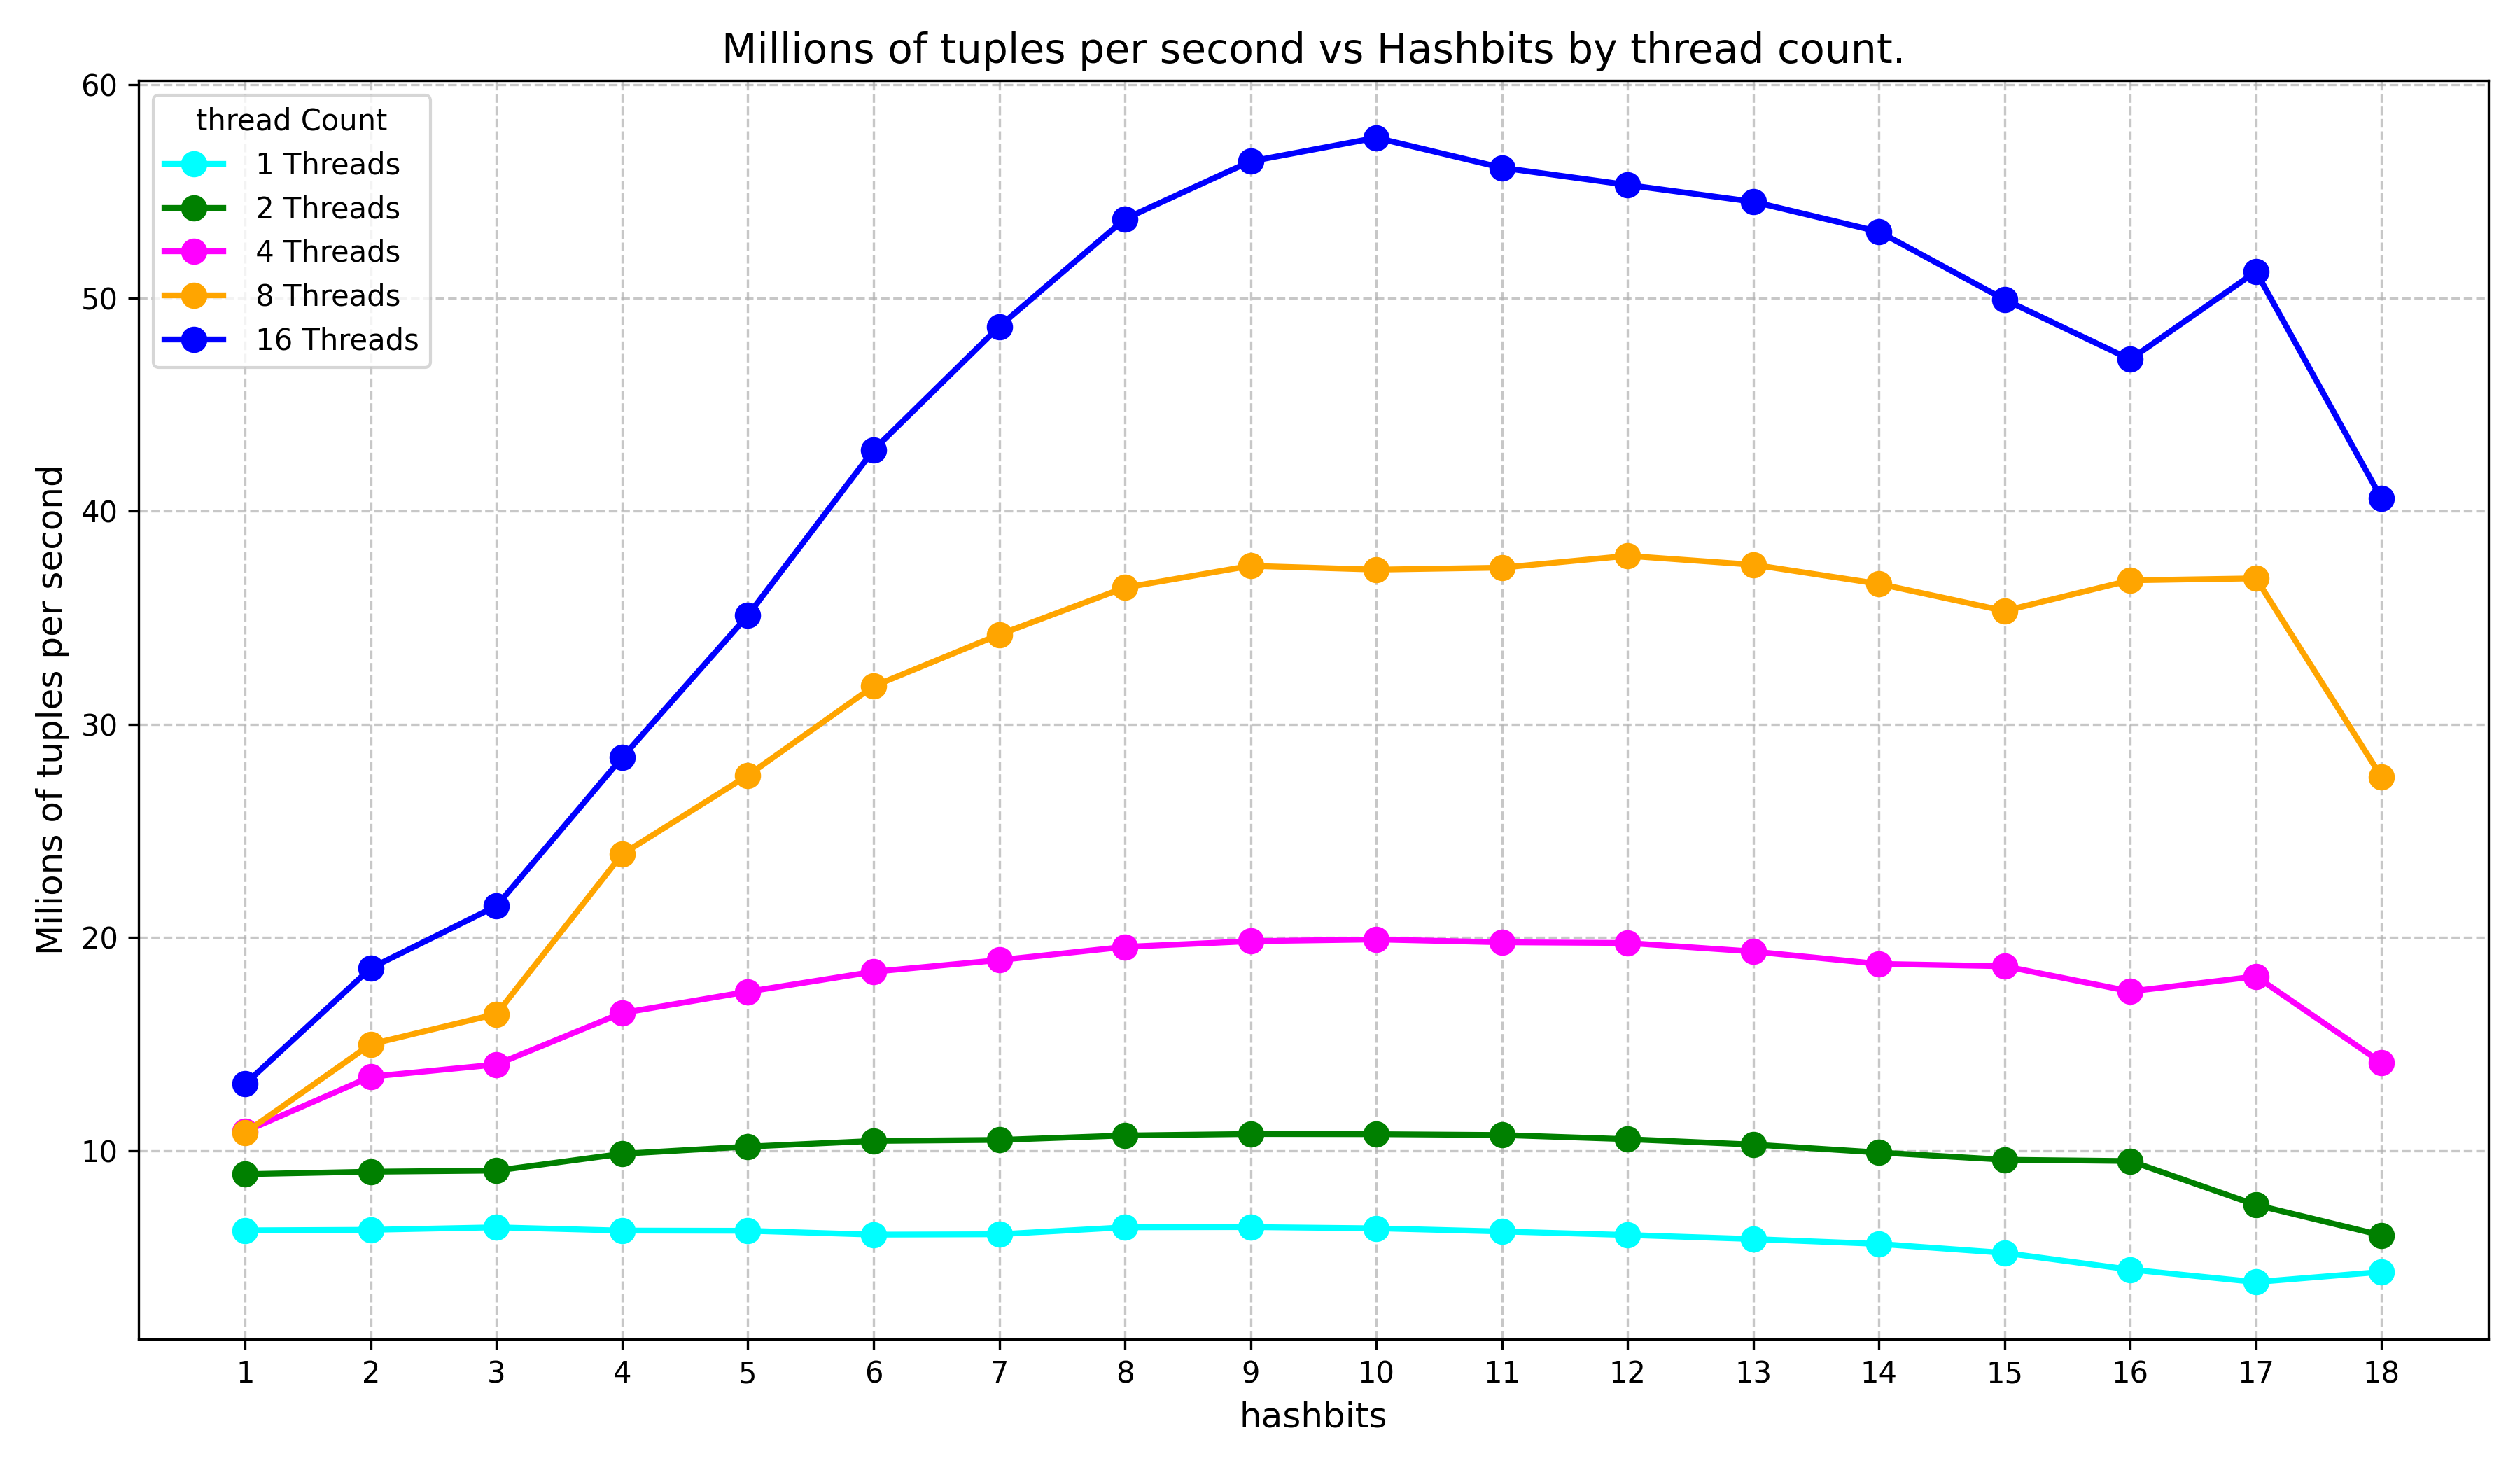 Millions of tuples per second vs Hashbits by thread count.
60
50
40
30
20
10
Millions of tuples per second
thread Count
1 Threads
2 Threads
4 Threads
8 Threads
16 Threads
1 2 3 4 5 6 7 8 9 10 11 12 13 14 15 16 17 18
hashbits